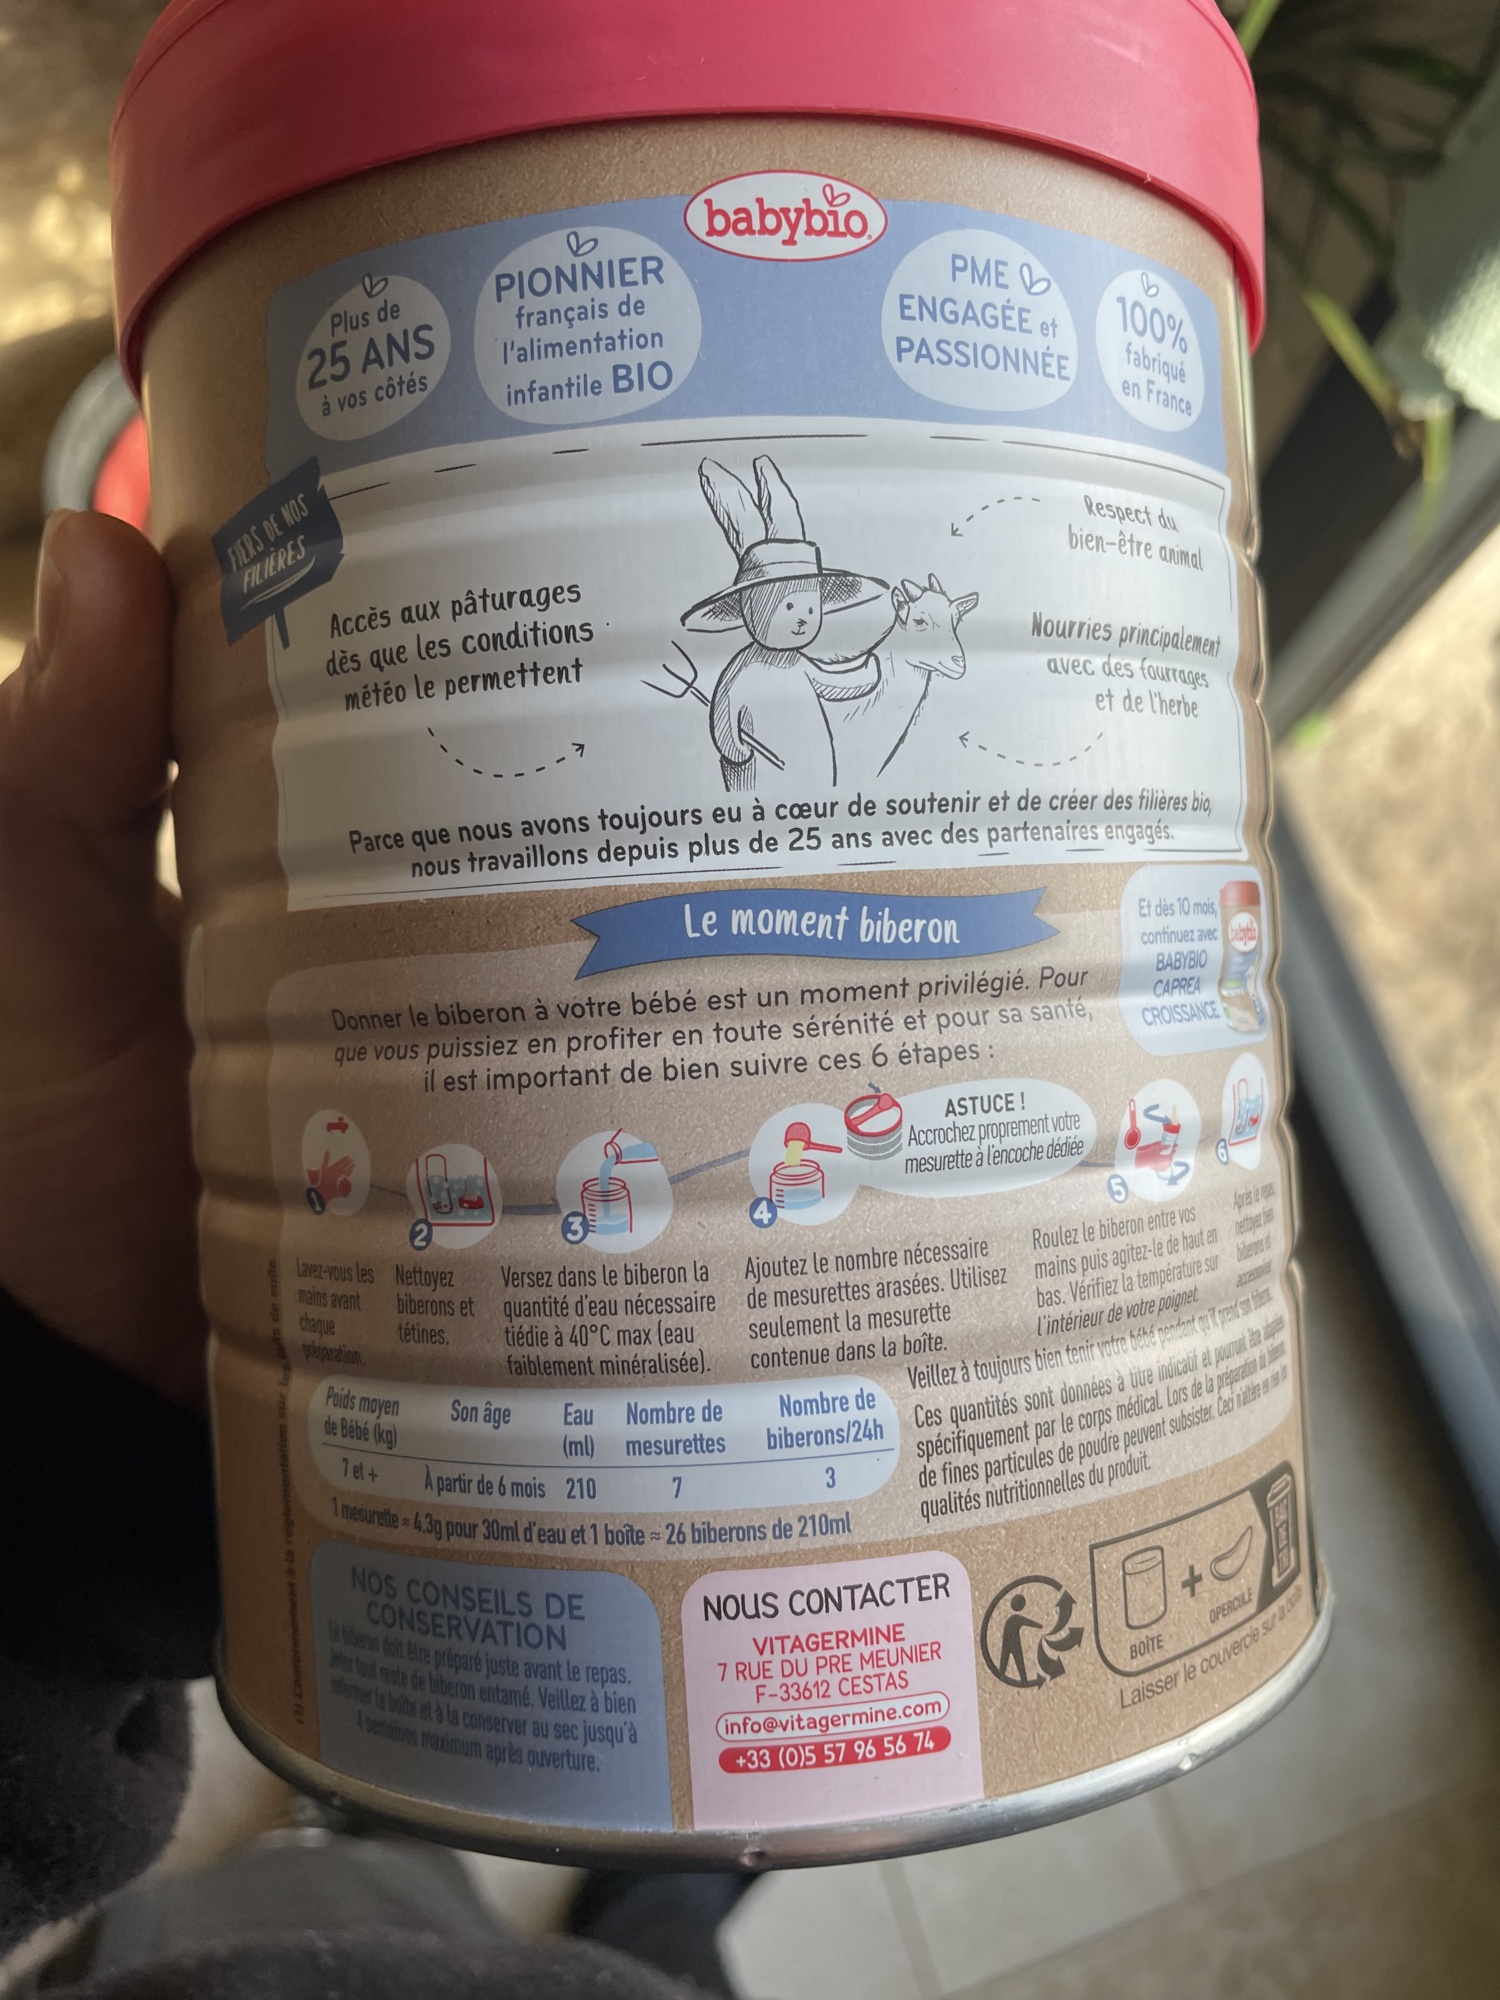 babybio
Plus de
25 ANS
à vos côtés
PIONNIER
français de
l'alimentation
infantile BIO
PME
ENGAGÉE et
PASSIONNÉE
100%
fabriqué
en France
FIERS DE NOS
FILIÈRES
Accès aux pâturages
dès que les conditions
météo le permettent
Respect du
bien-être animal
Nourries principalement
avec des fourrages
et de l'herbe
Parce que nous avons toujours eu à cœur de soutenir et de créer des filières bio,
nous travaillons depuis plus de 25 ans avec des partenaires engagés.
Le moment biberon
Et dès 10 mois,
continuez avec
BABYBIO
CAPREA
CROISSANCE
babybio
Donner le biberon à votre bébé est un moment privilégié. Pour
que vous puissiez en profiter en toute sérénité et pour sa santé,
il est important de bien suivre ces 6 étapes :
ASTUCE !
Accrochez proprement votre
mesurette à l'encoche dédiée
1
Lavez-vous les
mains avant
chaque
préparation.
2
Nettoyez
biberons et
tétines.
3
Versez dans le biberon la
quantité d'eau nécessaire
tiédie à 40°C max (eau
faiblement minéralisée).
4
Ajoutez le nombre nécessaire
de mesurettes arasées. Utilisez
seulement la mesurette
contenue dans la boîte.
5
Roulez le biberon entre vos
mains puis agitez-le de haut en
bas. Vérifiez la température sur
l'intérieur de votre poignet.
6
Après le repas,
nettoyez bien
biberons et
accessoires.
Veillez à toujours bien tenir votre bébé pendant qu'il prend son biberon.
Ces quantités sont données à titre indicatif et pourront être adaptées
spécifiquement par le corps médical. Lors de la préparation du biberon,
de fines particules de poudre peuvent subsister. Ceci n'altère en rien les
qualités nutritionnelles du produit.
Poids moyen de Bébé (kg) Son âge Eau (ml) Nombre de mesurettes Nombre de biberons/24h
7 et + À partir de 6 mois 210 7 3
1 mesurette = 4,3g pour 30ml d'eau et 1 boîte ≈ 26 biberons de 210ml
(1) Conformément à la réglementation sur les laits de suite
NOS CONSEILS DE
CONSERVATION
Le biberon doit être préparé juste avant le repas.
Jeter tout reste de biberon entamé. Veillez à bien
refermer la boîte et à la conserver au sec jusqu'à
4 semaines maximum après ouverture.
NOUS CONTACTER
VITAGERMINE
7 RUE DU PRE MEUNIER
F-33612 CESTAS
info@vitagermine.com
+33 (0)5 57 96 56 74
BOÎTE
+
OPERCULE
Laisser le couvercle sur la boîte